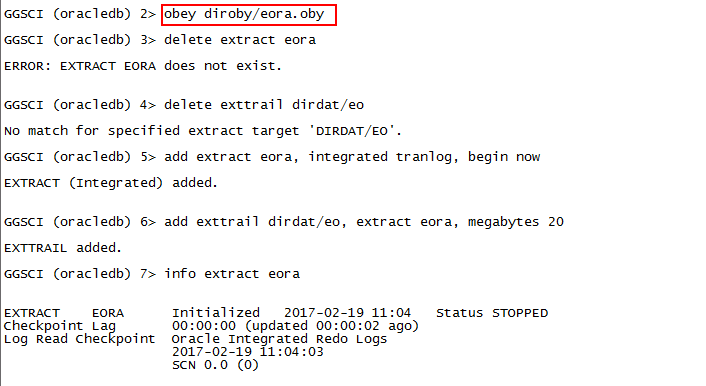 GGSCI (oracledb) 2> obey diroby/eora.oby
GGSCI (oracledb) 3> delete extract eora
ERROR: EXTRACT EORA does not exist.
GGSCI (oracledb) 4> delete exttrail dirdat/eo
No match for specified extract target 'DIRDAT/EO'.
GGSCI (oracledb) 5> add extract eora, integrated tranlog, begin now
EXTRACT (Integrated) added.
GGSCI (oracledb) 6> add exttrail dirdat/eo, extract eora, megabytes 20
EXTTRAIL added.
GGSCI (oracledb) 7> info extract eora
EXTRACT    EORA      Initialized   2017-02-19 11:04   Status STOPPED
Checkpoint Lag       00:00:00 (updated 00:00:02 ago)
Log Read Checkpoint  Oracle Integrated Redo Logs
2017-02-19 11:04:03
SCN 0.0 (0)